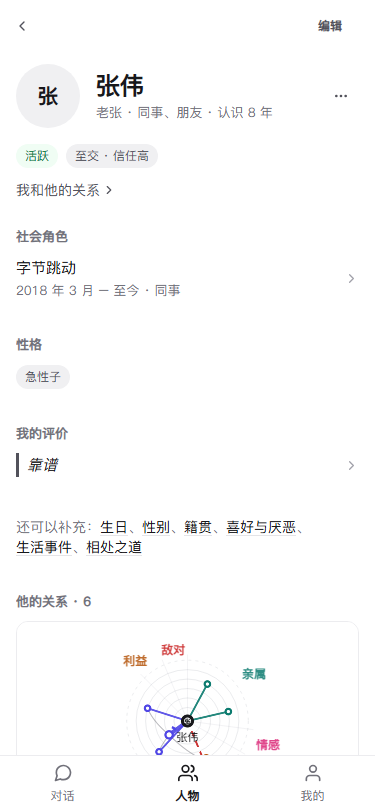 编辑
张
张伟
老张 · 同事、朋友 · 认识 8 年
活跃
至交 · 信任高
我和他的关系
社会角色
字节跳动
2018 年 3 月 一 至今 · 同事
性格
急性子
我的评价
靠谱
还可以补充：生日、性别、籍贯、喜好与厌恶、
生活事件、相处之道
他的关系 · 6
敌对
利益
亲属
张伟
情感
对话
人物
我的